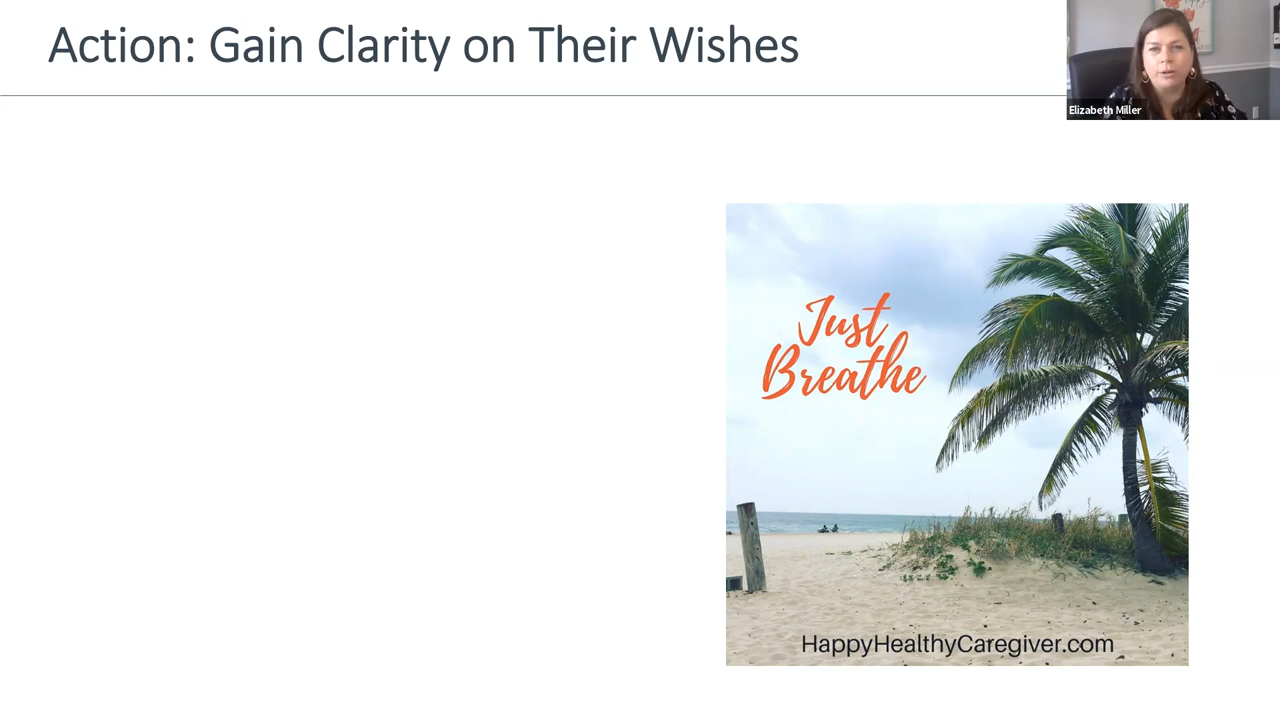 Action: Gain Clarity on Their Wishes
Elizabeth Miller
Just
Breathe
HappyHealthyCaregiver.com